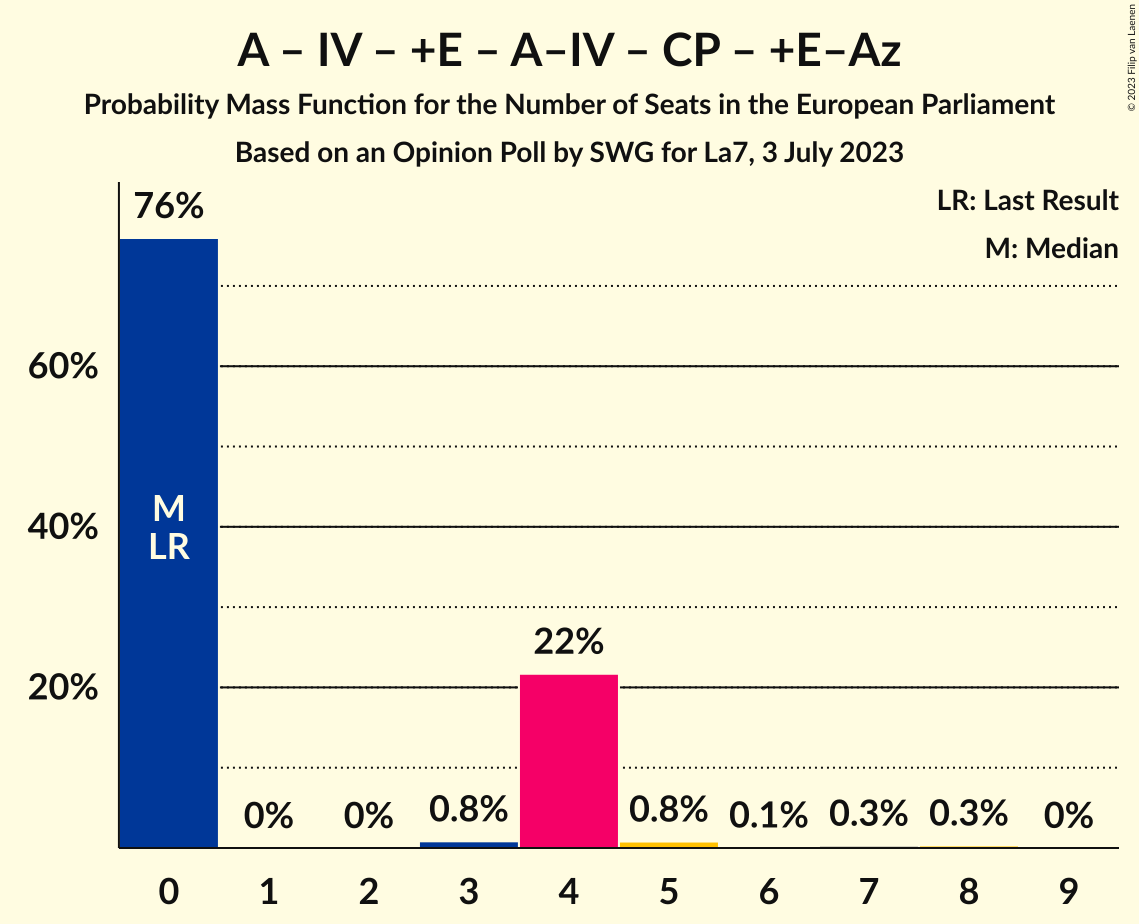 A – IV – +E – A–IV – CP – +E–Az
Probability Mass Function for the Number of Seats in the European Parliament
Based on an Opinion Poll by SWG for La7, 3 July 2023
© 2023 Filip van Laenen
LR: Last Result
M: Median
76%
60%
40%
20%
M
LR
0%
0%
0.8%
22%
0.8%
0.1%
0.3%
0.3%
0%
0 1 2 3 4 5 6 7 8 9